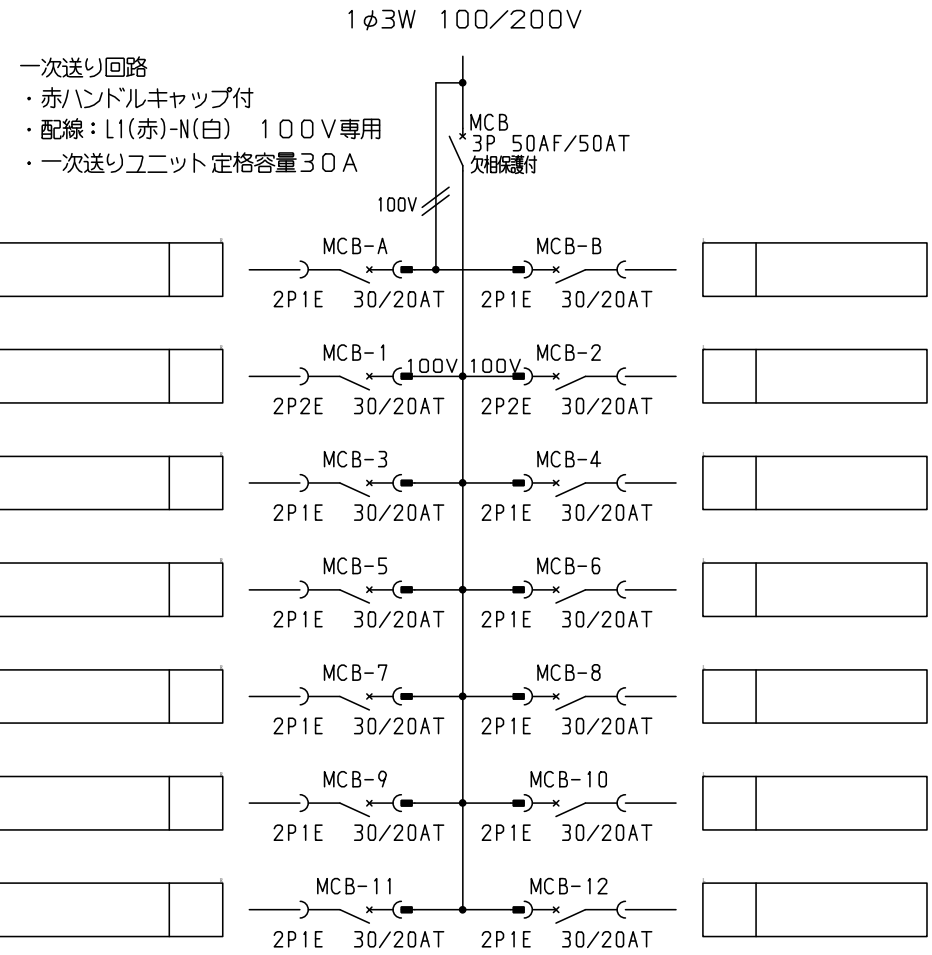 1φ3W 100/200V
一次送り回路
・赤ハンドルキャップ付
・配線：L1(赤)-N(白) 100V専用
・一次送りユニット定格容量30A
MCB
3P 50AF/50AT
欠相保護付
100V
MCB-A MCB-B
2P1E 30/20AT 2P1E 30/20AT
MCB-1 100V 100V MCB-2
2P2E 30/20AT 2P2E 30/20AT
MCB-3 MCB-4
2P1E 30/20AT 2P1E 30/20AT
MCB-5 MCB-6
2P1E 30/20AT 2P1E 30/20AT
MCB-7 MCB-8
2P1E 30/20AT 2P1E 30/20AT
MCB-9 MCB-10
2P1E 30/20AT 2P1E 30/20AT
MCB-11 MCB-12
2P1E 30/20AT 2P1E 30/20AT